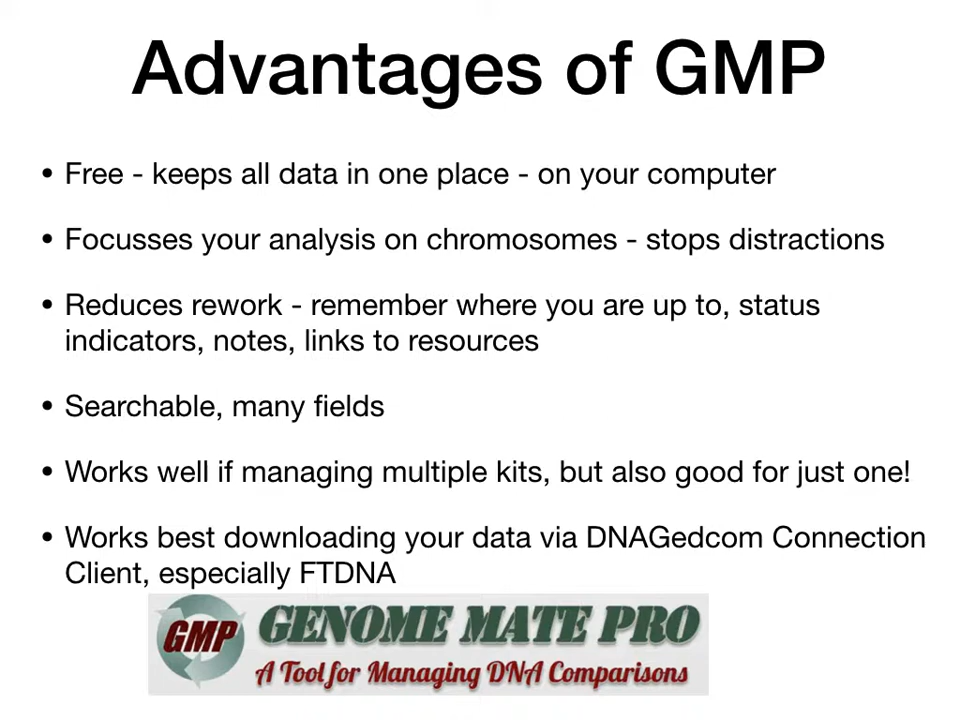 Advantages of GMP
• Free - keeps all data in one place - on your computer
• Focusses your analysis on chromosomes - stops distractions
• Reduces rework - remember where you are up to, status
indicators, notes, links to resources
• Searchable, many fields
• Works well if managing multiple kits, but also good for just one!
• Works best downloading your data via DNAGedcom Connection
Client, especially FTDNA
GMP
GENOME MATE PRO
A Tool for Managing DNA Comparisons